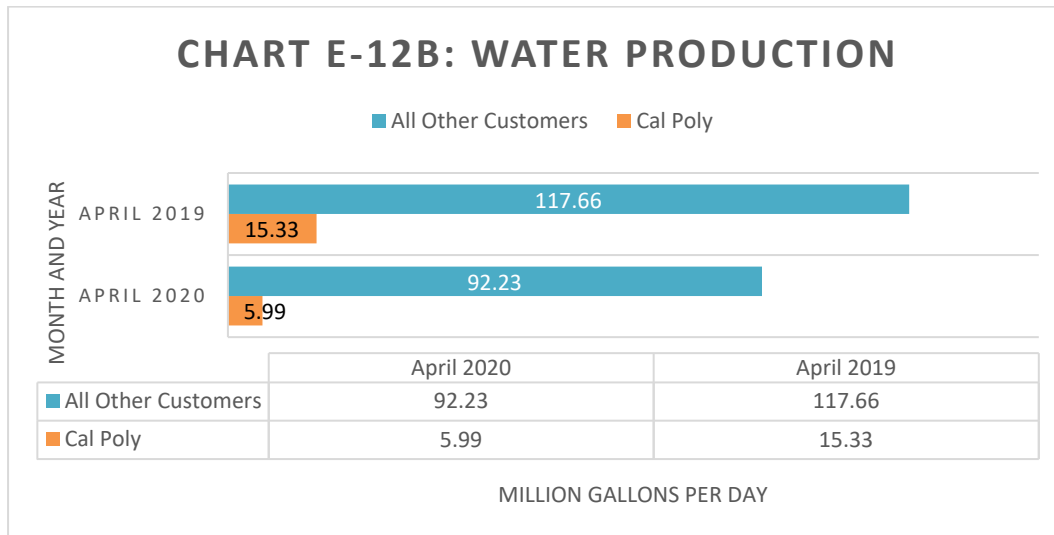 CHART E-12B: WATER PRODUCTION
All Other Customers Cal Poly
MONTH AND YEAR
APRIL 2019
117.66
15.33
APRIL 2020
92.23
5.99
April 2020 April 2019
All Other Customers 92.23 117.66
Cal Poly 5.99 15.33
MILLION GALLONS PER DAY